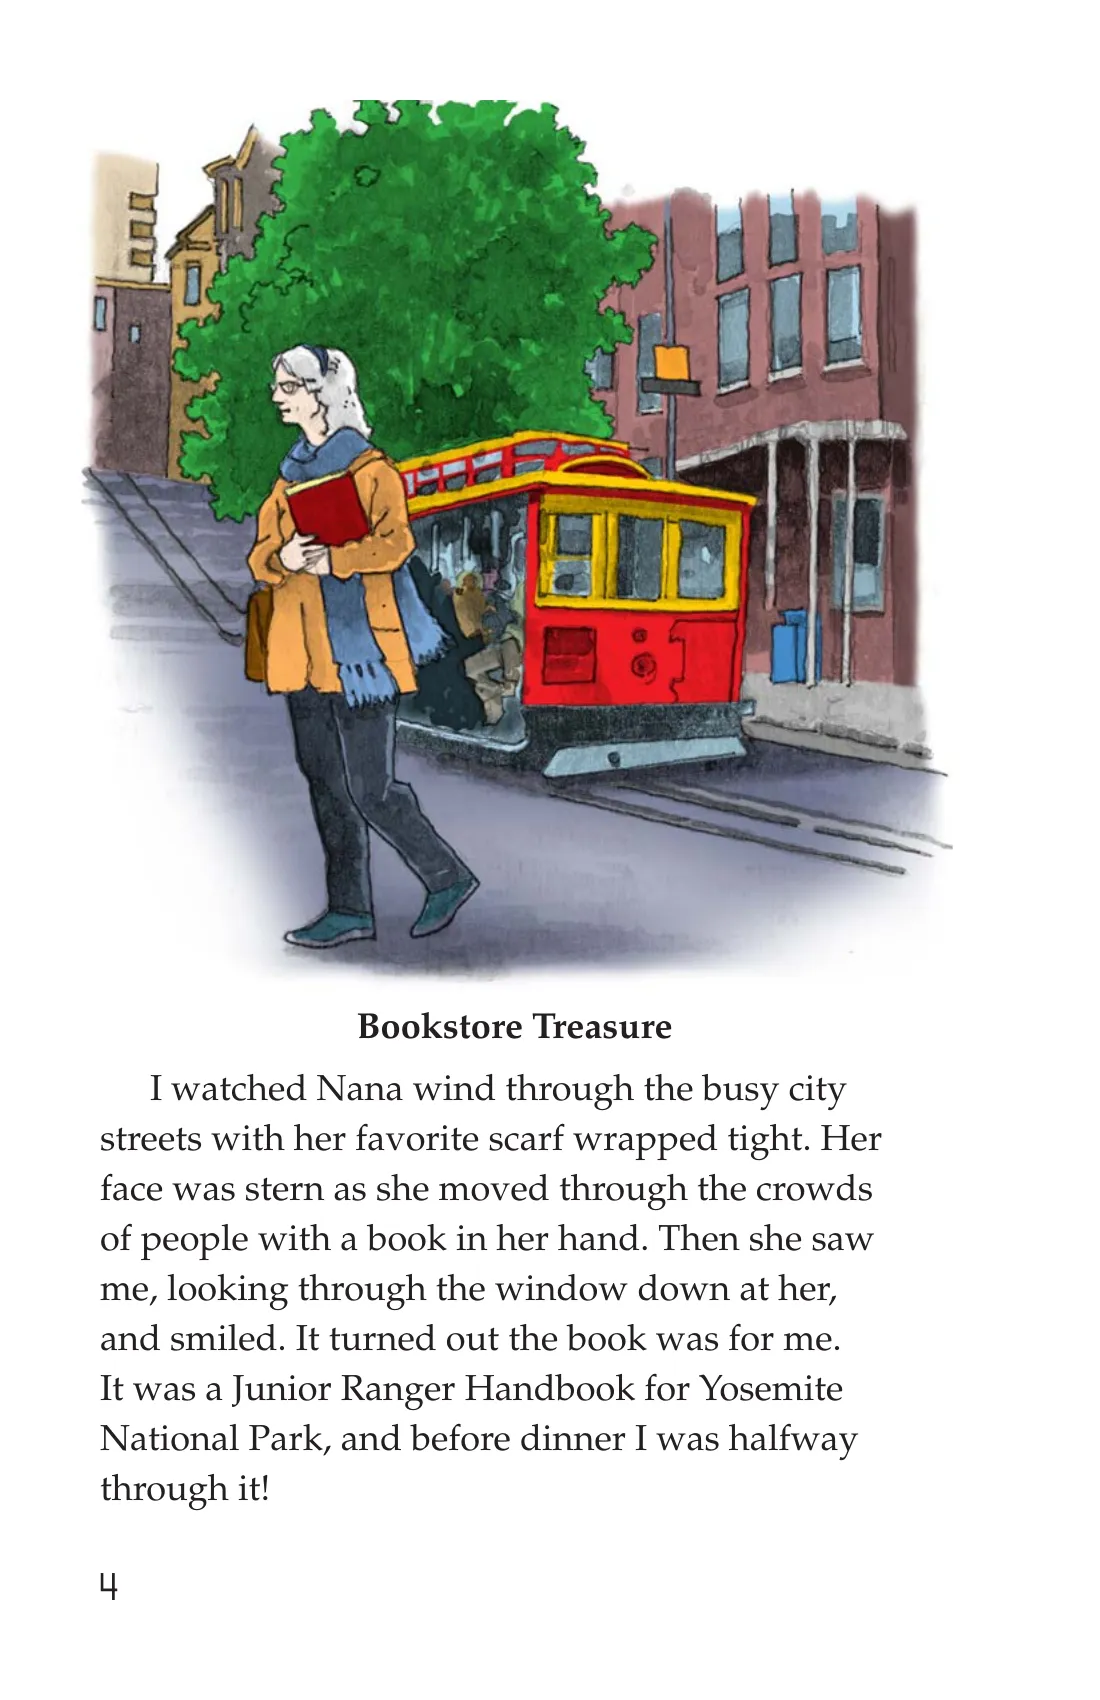 Bookstore Treasure
I watched Nana wind through the busy city
streets with her favorite scarf wrapped tight. Her
face was stern as she moved through the crowds
of people with a book in her hand. Then she saw
me, looking through the window down at her,
and smiled. It turned out the book was for me.
It was a Junior Ranger Handbook for Yosemite
National Park, and before dinner I was halfway
through it!
4